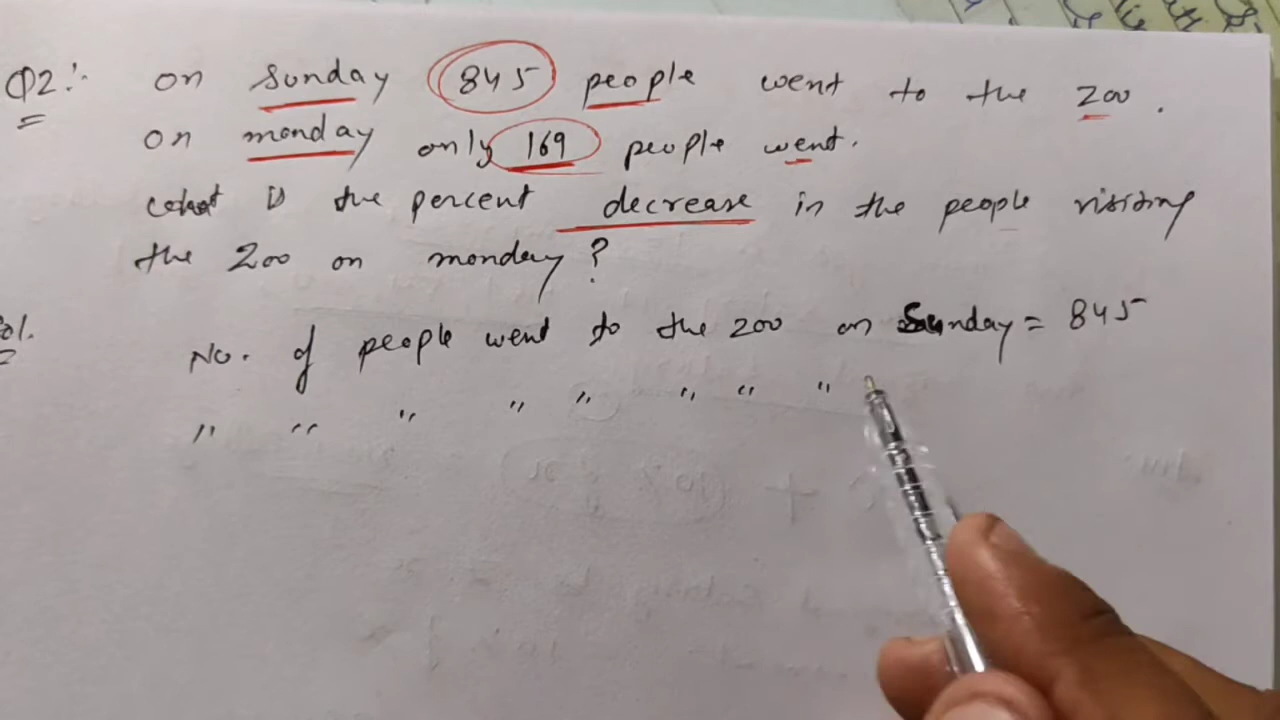 Q2:. on Sunday 845 people went to the Zoo.
on monday only 169 people went.
what is the percent decrease in the people visiting
the Zoo on monday?
Sol.
No. of people went to the zoo on Sunday = 845
" " " " " " " "